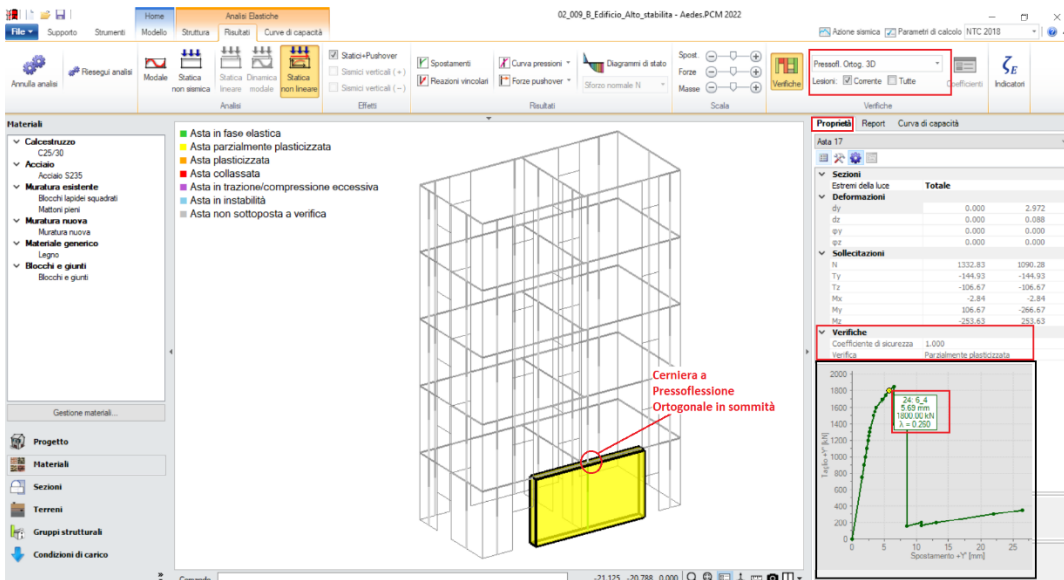 02_009_B_Edificio_Alto_stabilita - Aedes.PCM 2022
Home
Analisi Elastiche
File
Supporto
Strumenti
Modello
Struttura
Risultati
Curva di capacità
Azione sismica
Parametri di calcolo
NTC 2018
Annulla analisi
Riesegui analisi
Modale
Statica non sismica
Statica lineare
Dinamica modale
Statica non lineare
Analisi
Statici+Pushover
Sismici verticali (+)
Sismici verticali (-)
Effetti
Spostamenti
Reazioni vincolari
Curva pressioni
Forze pushover
Diagrammi di stato
Sforzo normale N
Risultati
Spost.
Forze
Masse
Scala
Verifiche
Pressofl. Ortog. 3D
Lesioni:
Corrente
Tutte
Coefficienti
Verifiche
ζE
Indicatori
Materiali
Calcestruzzo
C25/30
Acciaio
Acciaio S235
Muratura esistente
Blocchi lapidei squadrati
Mattoni pieni
Muratura nuova
Muratura nuova
Materiale generico
Legno
Blocchi e giunti
Blocchi e giunti
Gestione materiali...
Progetto
Materiali
Sezioni
Terreni
Gruppi strutturali
Condizioni di carico
Asta in fase elastica
Asta parzialmente plasticizzata
Asta plasticizzata
Asta collassata
Asta in trazione/compressione eccessiva
Asta in instabilità
Asta non sottoposta a verifica
Cerniera a
Pressoflessione
Ortogonale in sommità
Comando
-21.125 -20.788 0.000
Proprietà
Report
Curva di capacità
Asta 17
Sezioni
Estremi della luce Totale
Deformazioni
dy 0.000 2.972
dz 0.000 0.088
φy 0.000 0.000
φz 0.000 0.000
Sollecitazioni
N 1332.83 1090.28
Ty -144.93 -144.93
Tz -106.67 -106.67
Mx -2.84 -2.84
My 106.67 -266.67
Mz -253.63 253.63
Verifiche
Coefficiente di sicurezza 1.000
Verifica Parzialmente plasticizzata
2000
1800
1600
1400
1200
1000
800
600
400
200
0
Taglio +Y' [kN]
24: 6_4
5.69 mm
1800.00 kN
λ = 0.260
0 5 10 15 20 25
Spostamento +Y' [mm]